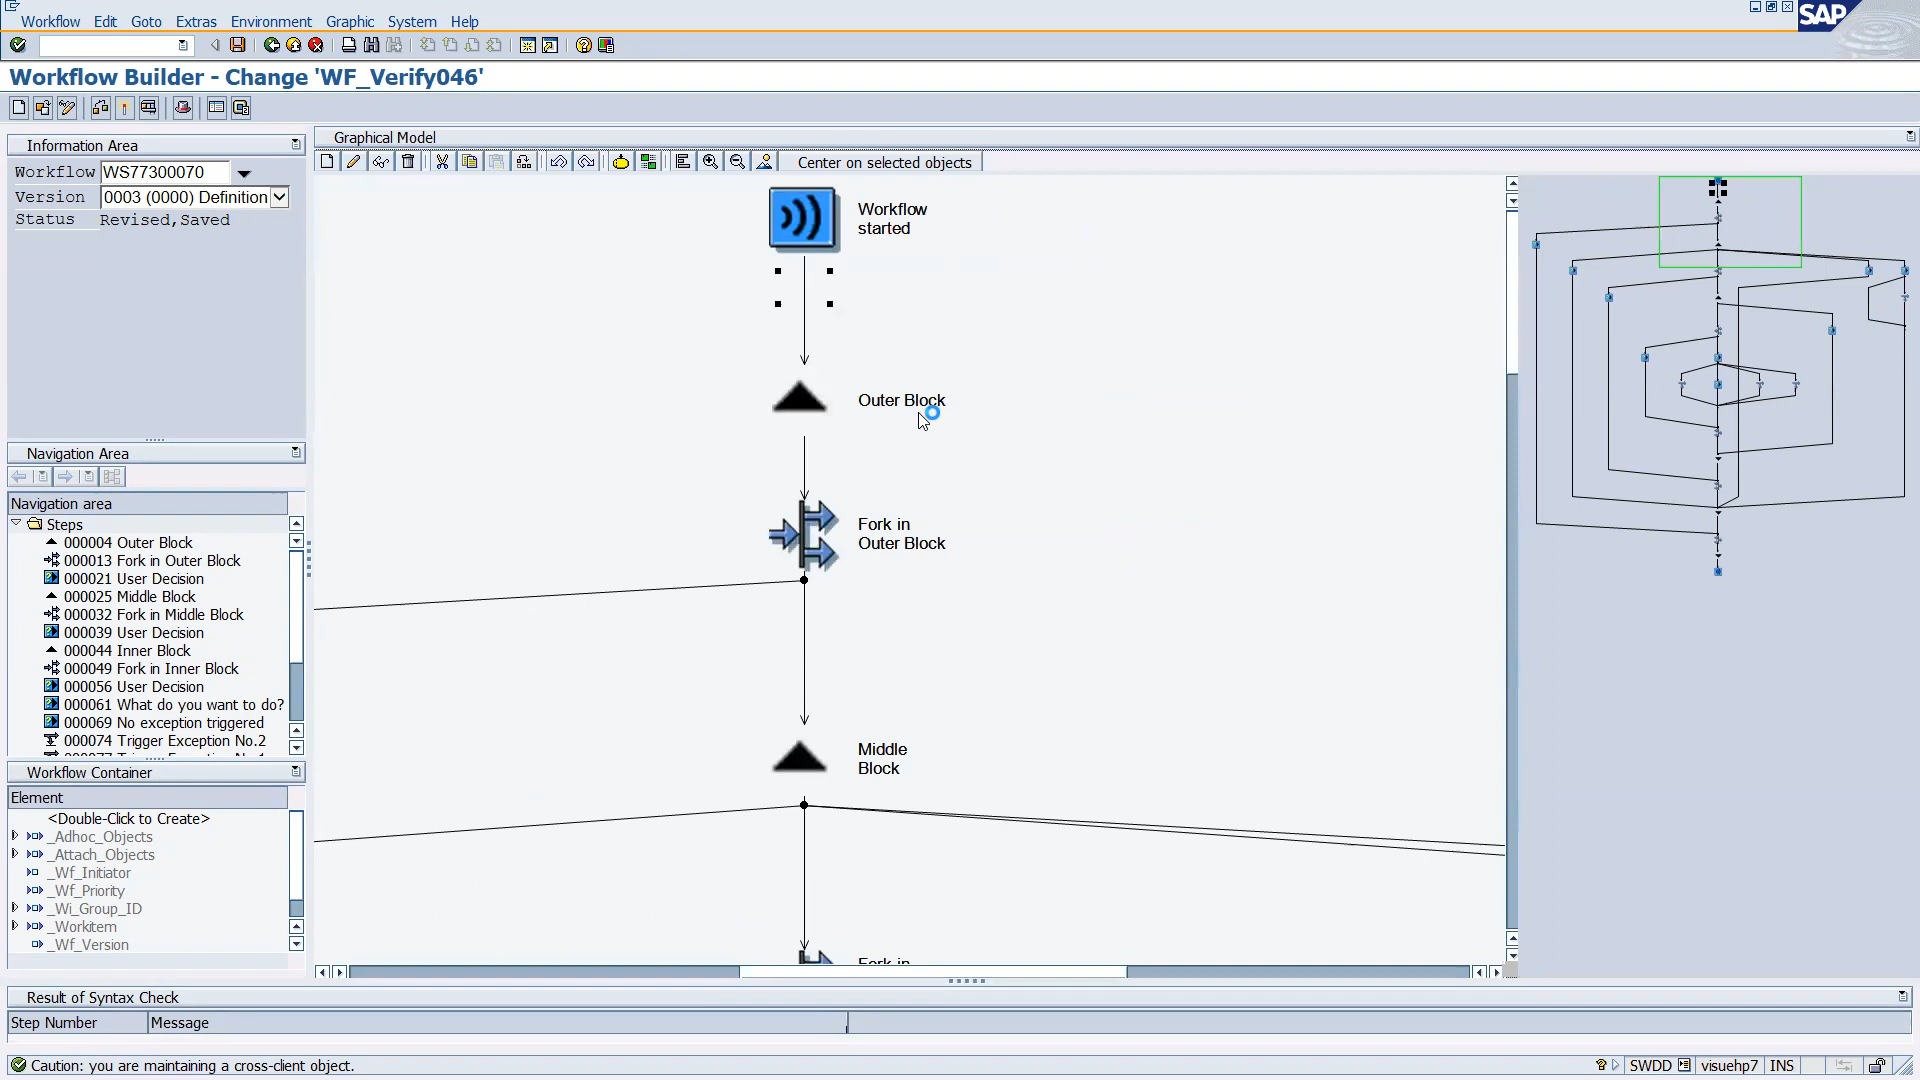 Workflow Edit Goto Extras Environment Graphic System Help
SAP
Workflow Builder - Change 'WF_Verify046'
Information Area
Workflow WS77300070
Version 0003 (0000) Definition
Status Revised,Saved
Navigation Area
Navigation area
Steps
000004 Outer Block
000013 Fork in Outer Block
000021 User Decision
000025 Middle Block
000032 Fork in Middle Block
000039 User Decision
000044 Inner Block
000049 Fork in Inner Block
000056 User Decision
000061 What do you want to do?
000069 No exception triggered
000074 Trigger Exception No.2
Workflow Container
Element
<Double-Click to Create>
_Adhoc_Objects
_Attach_Objects
_Wf_Initiator
_Wf_Priority
_Wi_Group_ID
_Workitem
_Wf_Version
Graphical Model
Center on selected objects
Workflow
started
Outer Block
Fork in
Outer Block
Middle
Block
Fork in
Result of Syntax Check
Step Number Message
Caution: you are maintaining a cross-client object.
SWDD visuehp7 INS